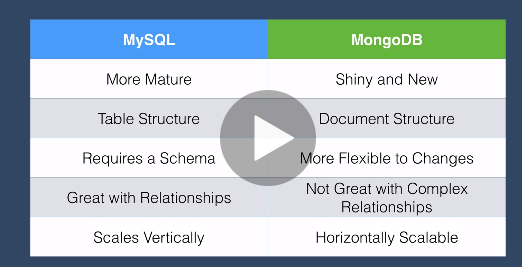 MySQL MongoDB
More Mature Shiny and New
Table Structure Document Structure
Requires a Schema More Flexible to Changes
Great with Relationships Not Great with Complex
Relationships
Scales Vertically Horizontally Scalable